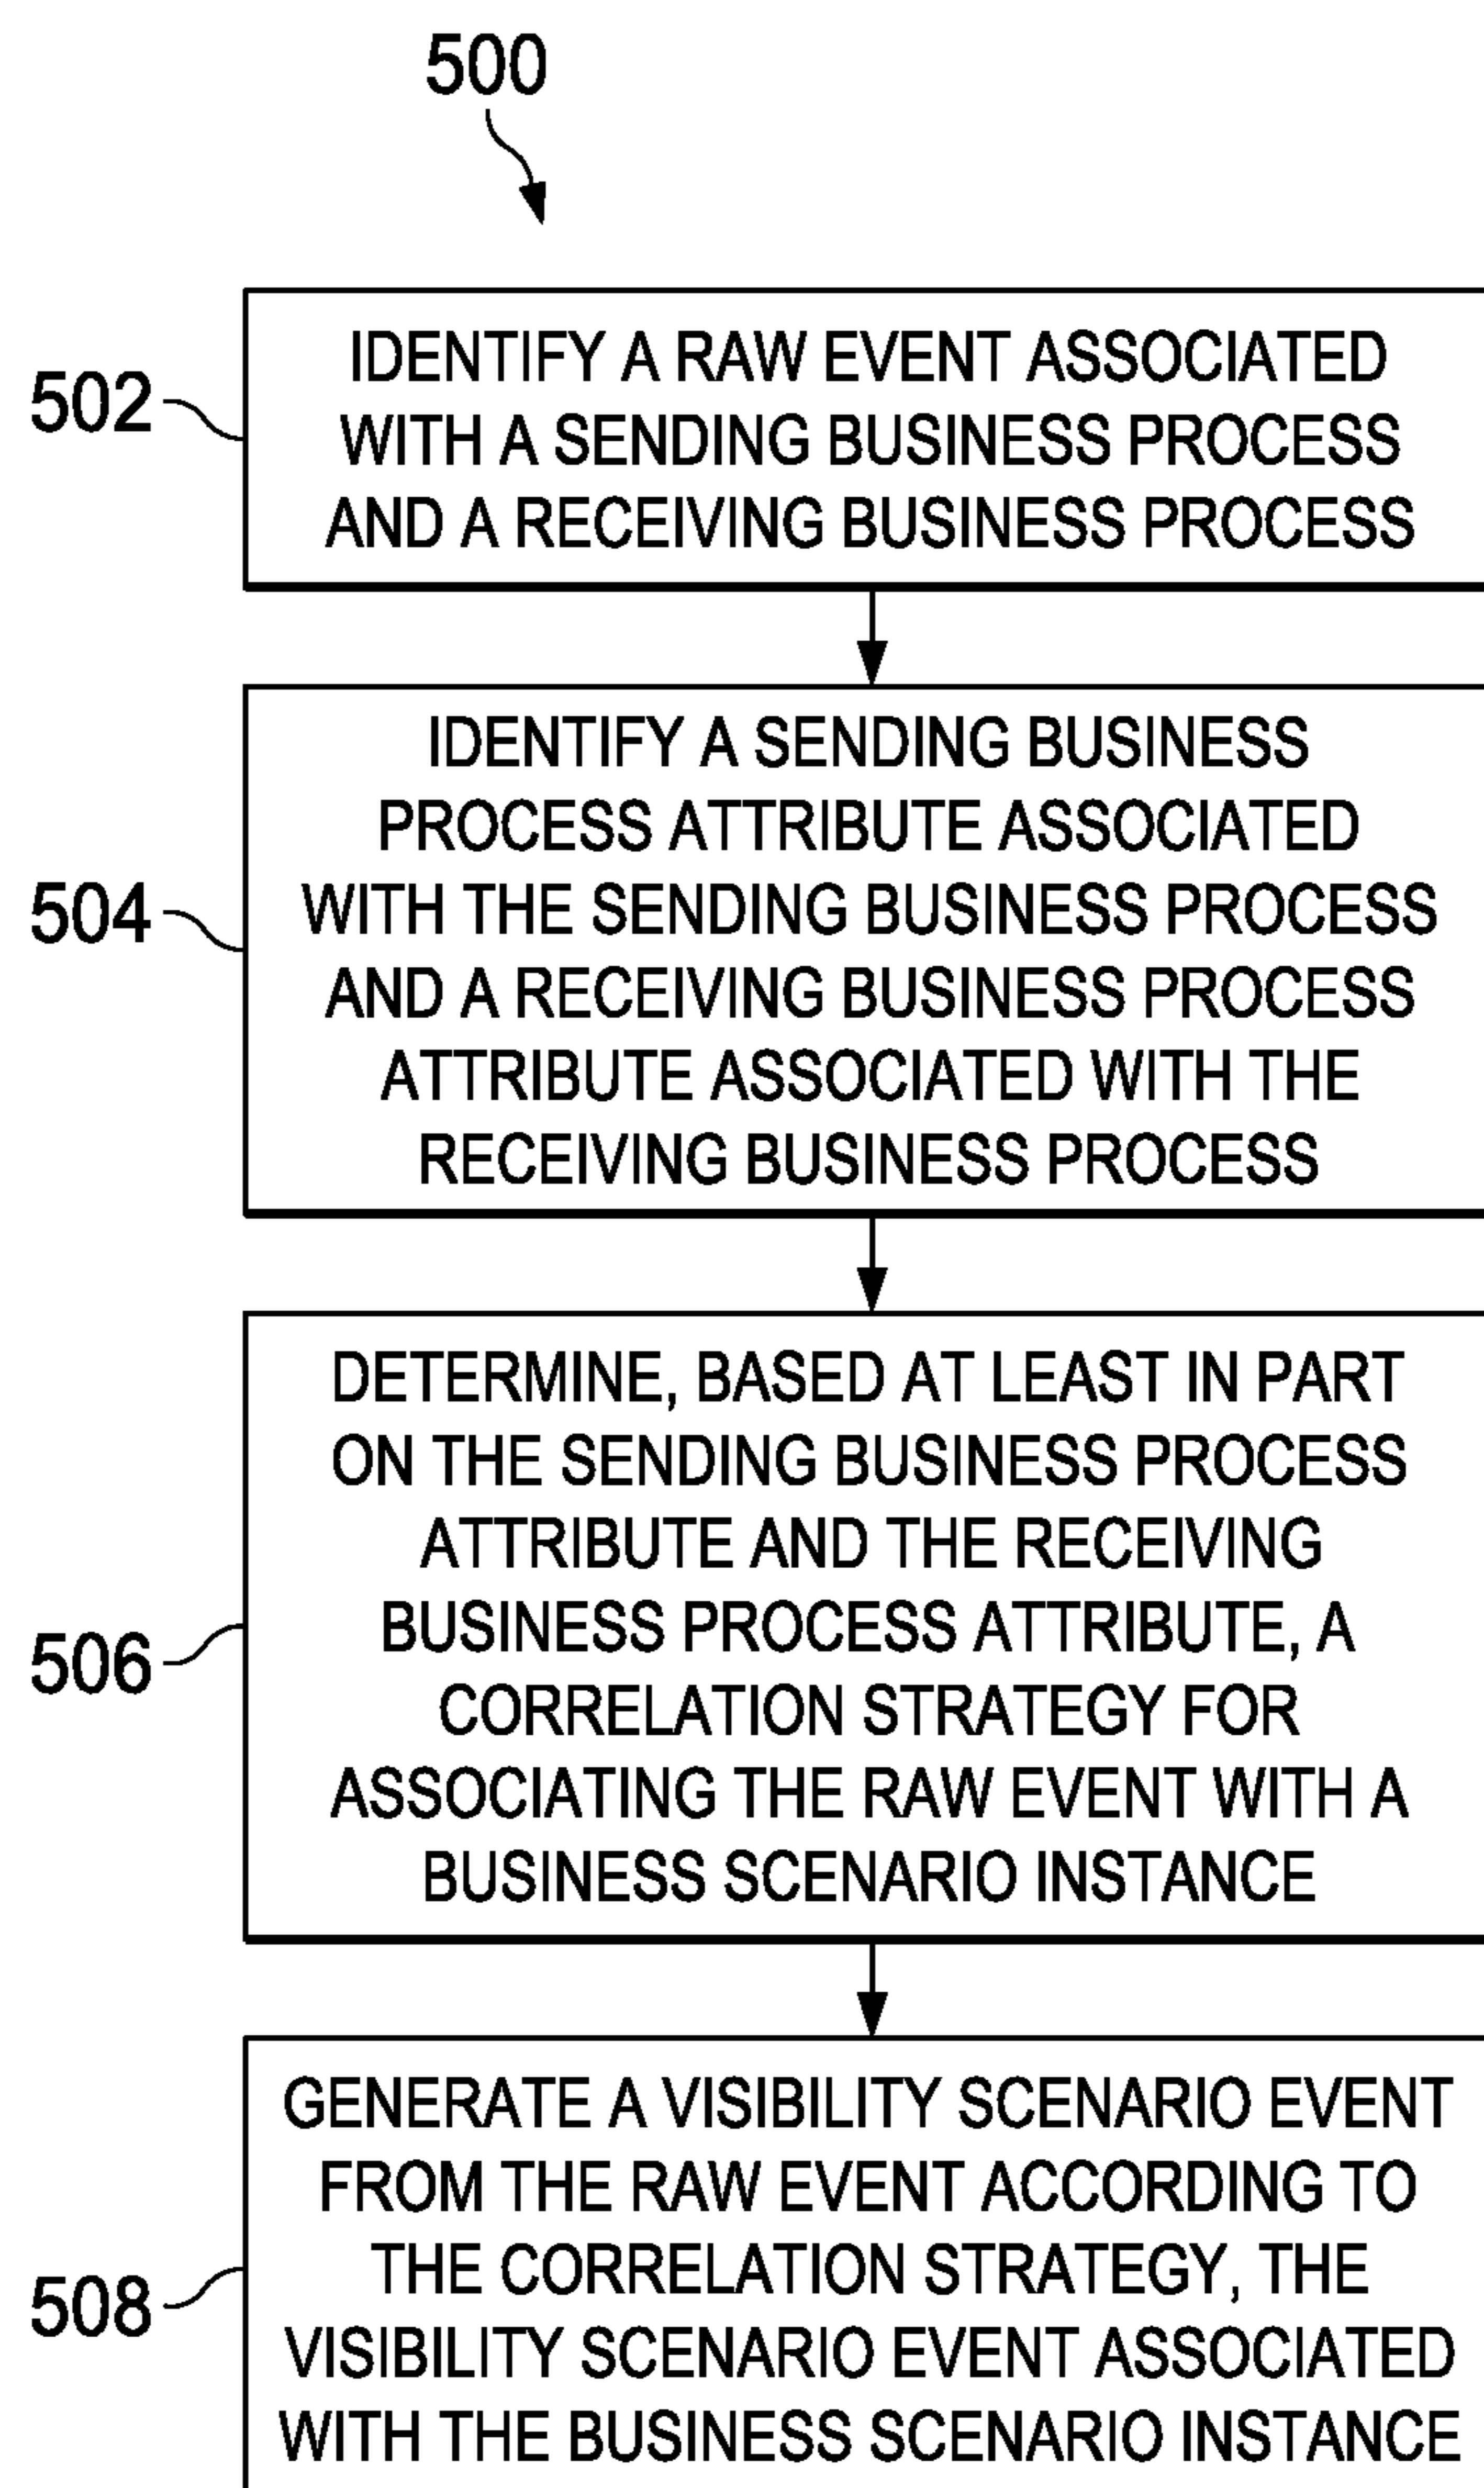 500
502
IDENTIFY A RAW EVENT ASSOCIATED
WITH A SENDING BUSINESS PROCESS
AND A RECEIVING BUSINESS PROCESS
504
IDENTIFY A SENDING BUSINESS
PROCESS ATTRIBUTE ASSOCIATED
WITH THE SENDING BUSINESS PROCESS
AND A RECEIVING BUSINESS PROCESS
ATTRIBUTE ASSOCIATED WITH THE
RECEIVING BUSINESS PROCESS
506
DETERMINE, BASED AT LEAST IN PART
ON THE SENDING BUSINESS PROCESS
ATTRIBUTE AND THE RECEIVING
BUSINESS PROCESS ATTRIBUTE, A
CORRELATION STRATEGY FOR
ASSOCIATING THE RAW EVENT WITH A
BUSINESS SCENARIO INSTANCE
508
GENERATE A VISIBILITY SCENARIO EVENT
FROM THE RAW EVENT ACCORDING TO
THE CORRELATION STRATEGY, THE
VISIBILITY SCENARIO EVENT ASSOCIATED
WITH THE BUSINESS SCENARIO INSTANCE